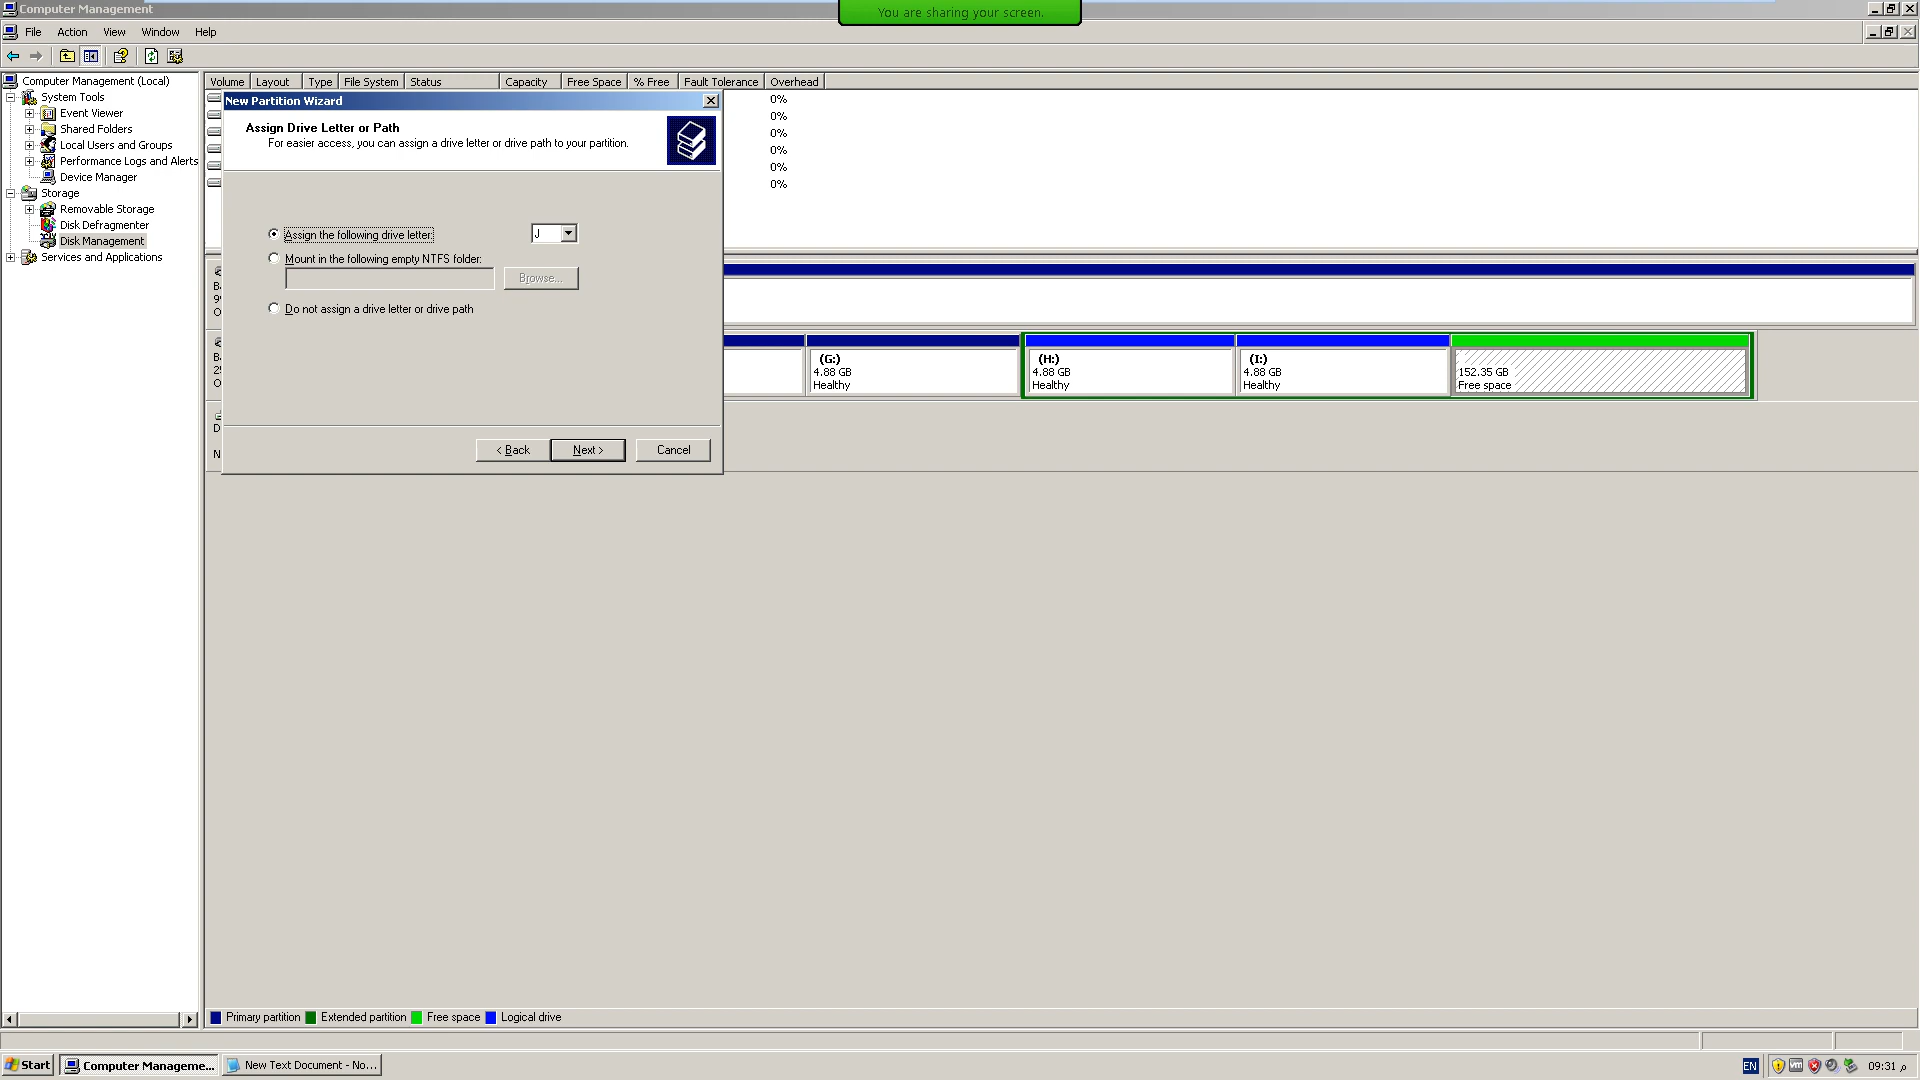 Computer Management
You are sharing your screen.
File Action View Window Help
Computer Management (Local)
System Tools
Event Viewer
Shared Folders
Local Users and Groups
Performance Logs and Alerts
Device Manager
Storage
Removable Storage
Disk Defragmenter
Disk Management
Services and Applications
Volume Layout Type File System Status Capacity Free Space % Free Fault Tolerance Overhead
0%
0%
0%
0%
0%
0%
New Partition Wizard
Assign Drive Letter or Path
For easier access, you can assign a drive letter or drive path to your partition.
Assign the following drive letter: J
Mount in the following empty NTFS folder:
Browse...
Do not assign a drive letter or drive path
< Back Next > Cancel
(G:)
4.88 GB
Healthy
(H:)
4.88 GB
Healthy
(I:)
4.88 GB
Healthy
152.35 GB
Free space
Primary partition Extended partition Free space Logical drive
Start Computer Manageme... New Text Document - No... EN 09:31 م